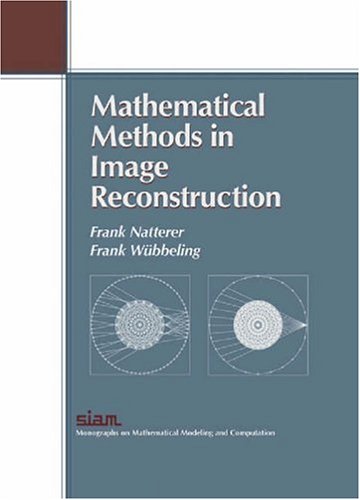 Mathematical
Methods in
Image
Reconstruction
Frank Natterer
Frank Wübbeling
siam
Monographs on Mathematical Modeling and Computation